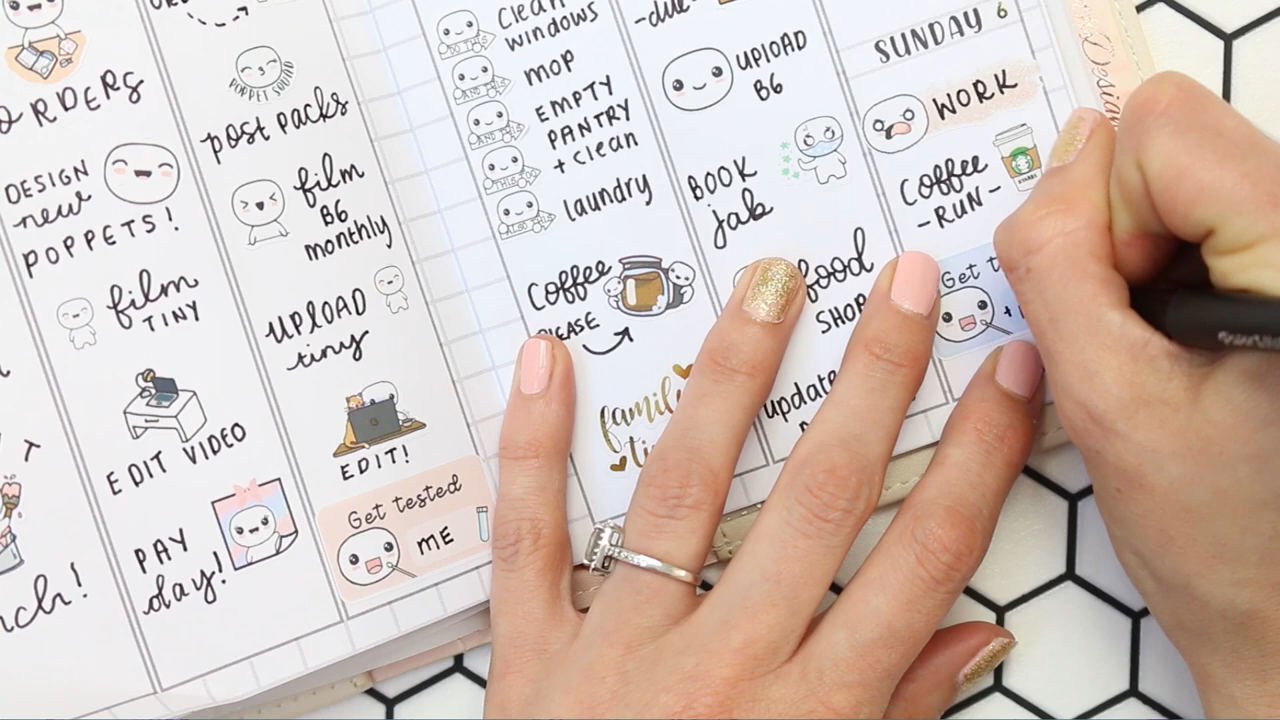 ORDERS
DESIGN
new
POPPETS!
film
TINY
EDIT VIDEO
PAY
day!
POPPET SQUAD
post packs
film
B6
monthly
UPLOAD
tiny
EDIT!
Get tested
ME
Clean
windows
DO THIS
mop
AND THIS
EMPTY
PANTRY
+ clean
AND THIS
THIS TOO
laundry
ALSO THIS
Coffee
PLEASE
family
-due-
UPLOAD
B6
BOOK
jab
food
SHOP
update
SUNDAY 6
WORK
Coffee
-RUN-
Get